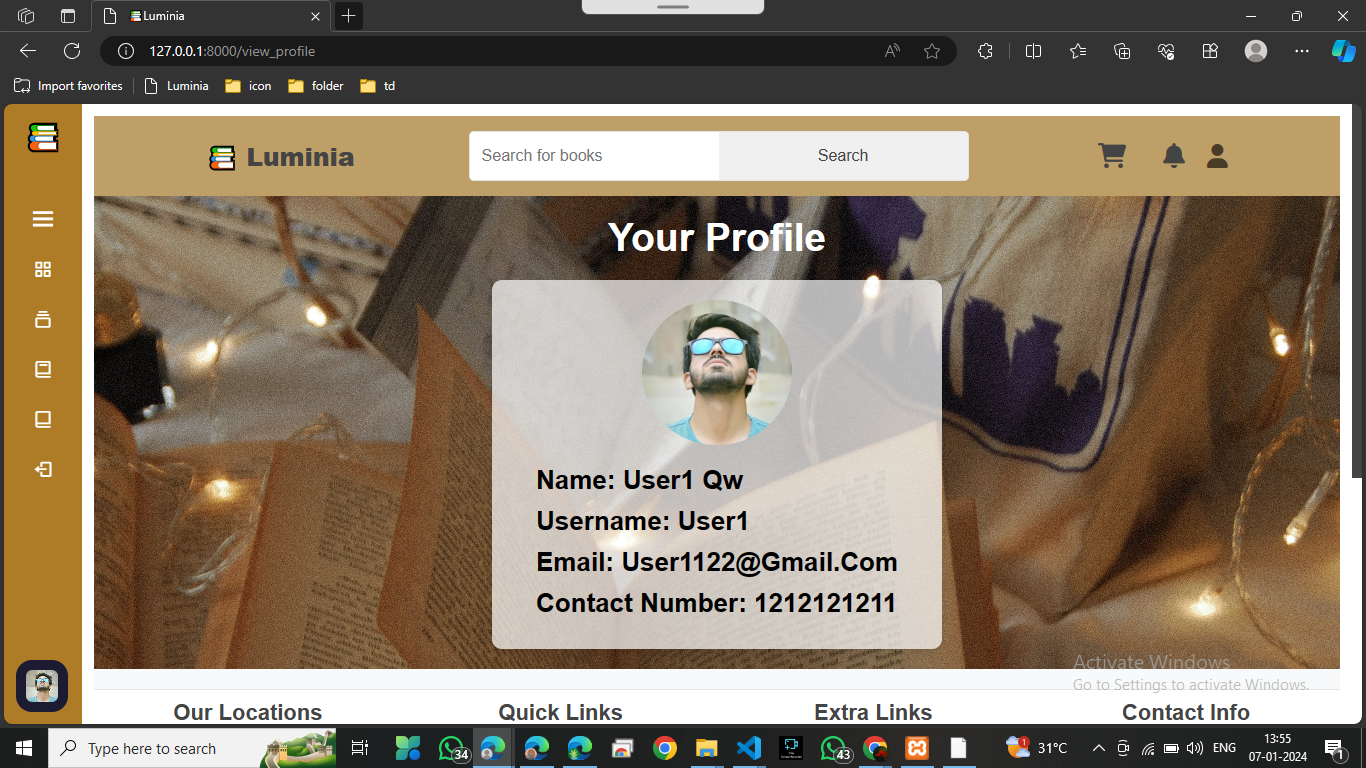 Luminia
127.0.0.1:8000/view_profile
Import favorites
Luminia
icon
folder
td
Luminia
Search for books
Search
Your Profile
Name: User1 Qw
Username: User1
Email: User1122@Gmail.Com
Contact Number: 1212121211
Activate Windows
Go to Settings to activate Windows.
Our Locations
Quick Links
Extra Links
Contact Info
Type here to search
34
43
1
31°C
ENG
13:55
07-01-2024
1